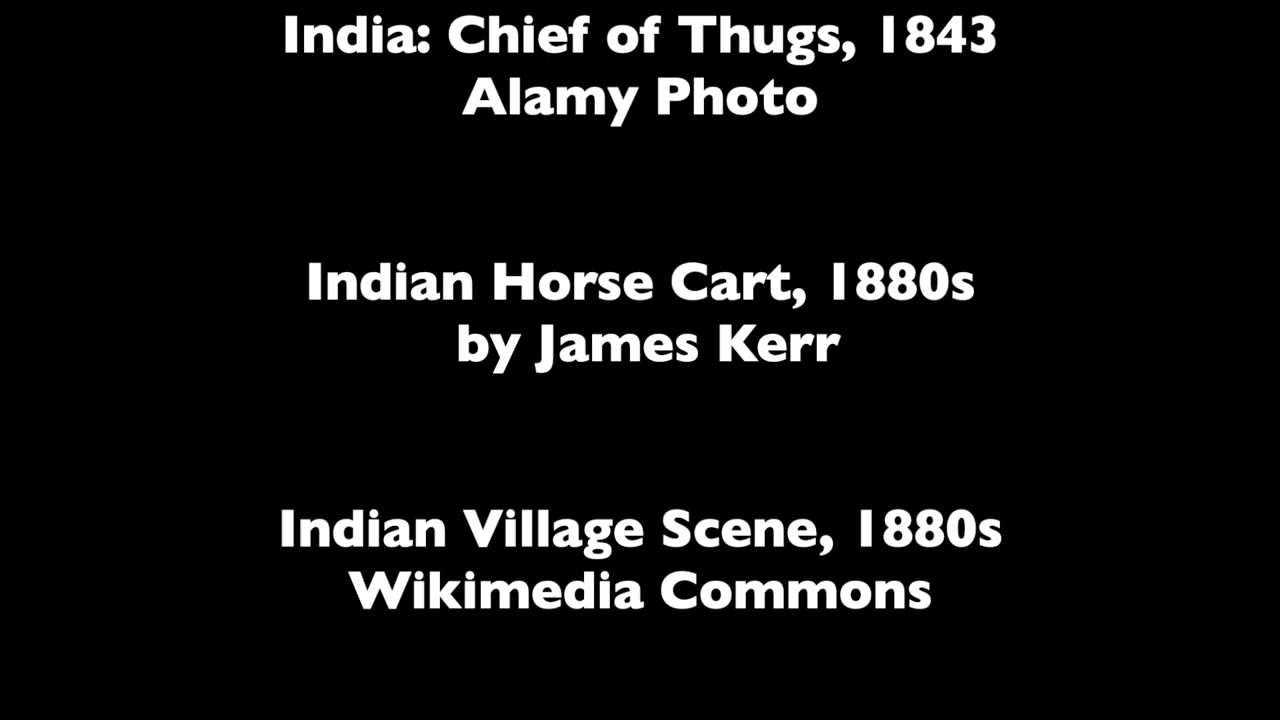 India: Chief of Thugs, 1843
Alamy Photo
Indian Horse Cart, 1880s
by James Kerr
Indian Village Scene, 1880s
Wikimedia Commons